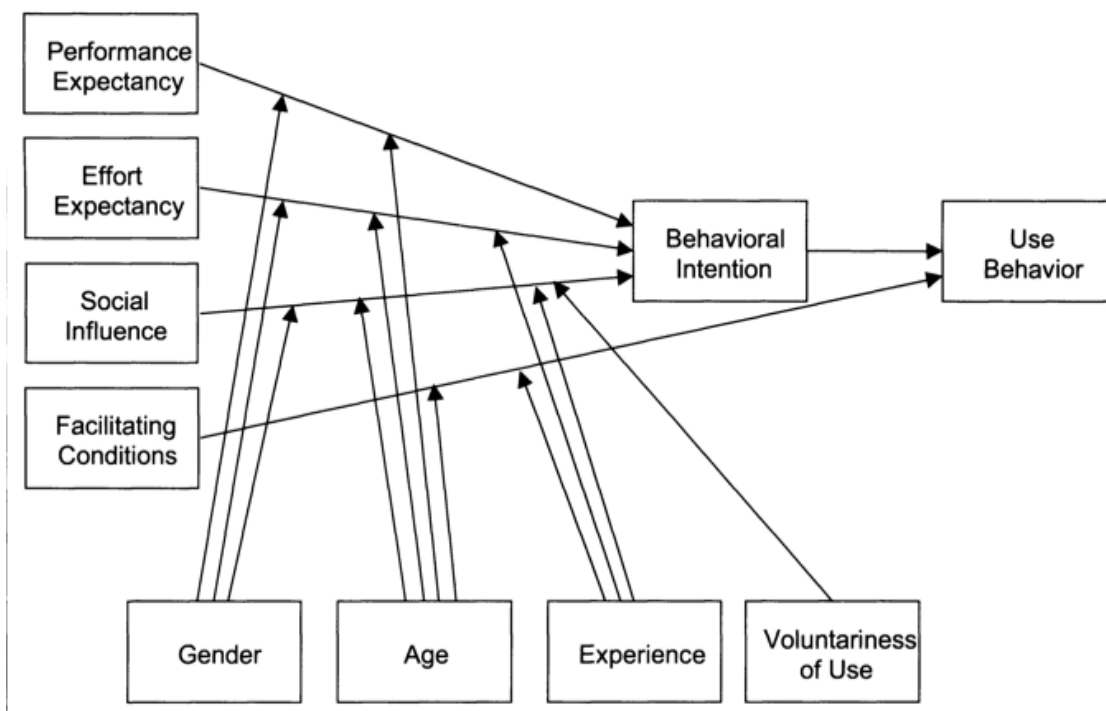 Performance
Expectancy
Effort
Expectancy
Social
Influence
Facilitating
Conditions
Behavioral
Intention
Use
Behavior
Gender
Age
Experience
Voluntariness
of Use